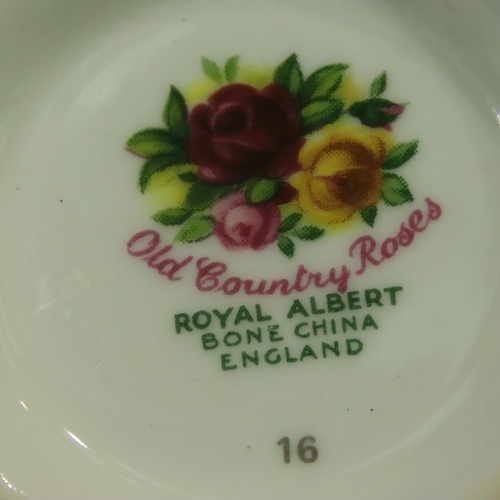 Old Country Roses
ROYAL ALBERT
BONE CHINA
ENGLAND
16